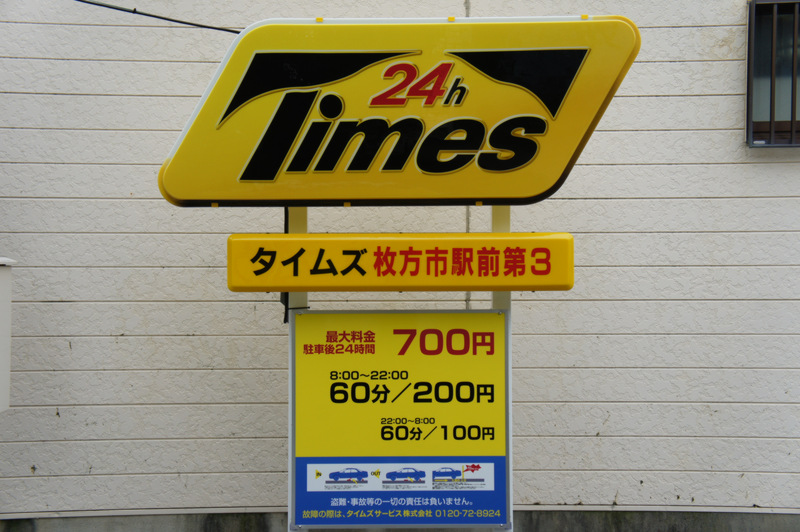 24h
Times
タイムズ 枚方市駅前第3
最大料金
駐車後24時間 700円
8:00〜22:00
60分/200円
22:00〜8:00
60分/100円
IN OUT
盗難・事故等の一切の責任は負いません。
故障の際は、タイムズサービス株式会社 0120-72-8924